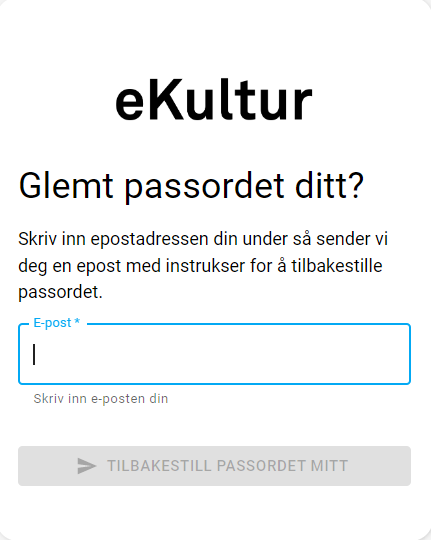 eKultur
Glemt passordet ditt?
Skriv inn epostadressen din under så sender vi
deg en epost med instrukser for å tilbakestille
passordet.
E-post *
Skriv inn e-posten din
TILBAKESTILL PASSORDET MITT